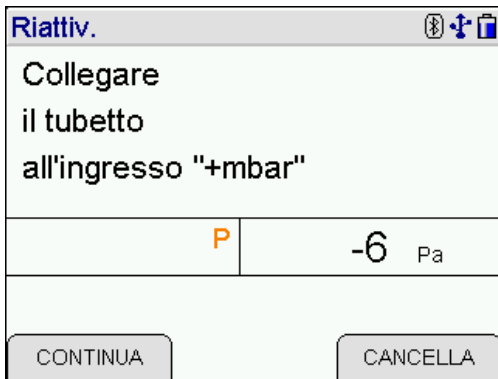 Riattiv.
Collegare
il tubetto
all'ingresso "+mbar"
P -6 Pa
CONTINUA CANCELLA